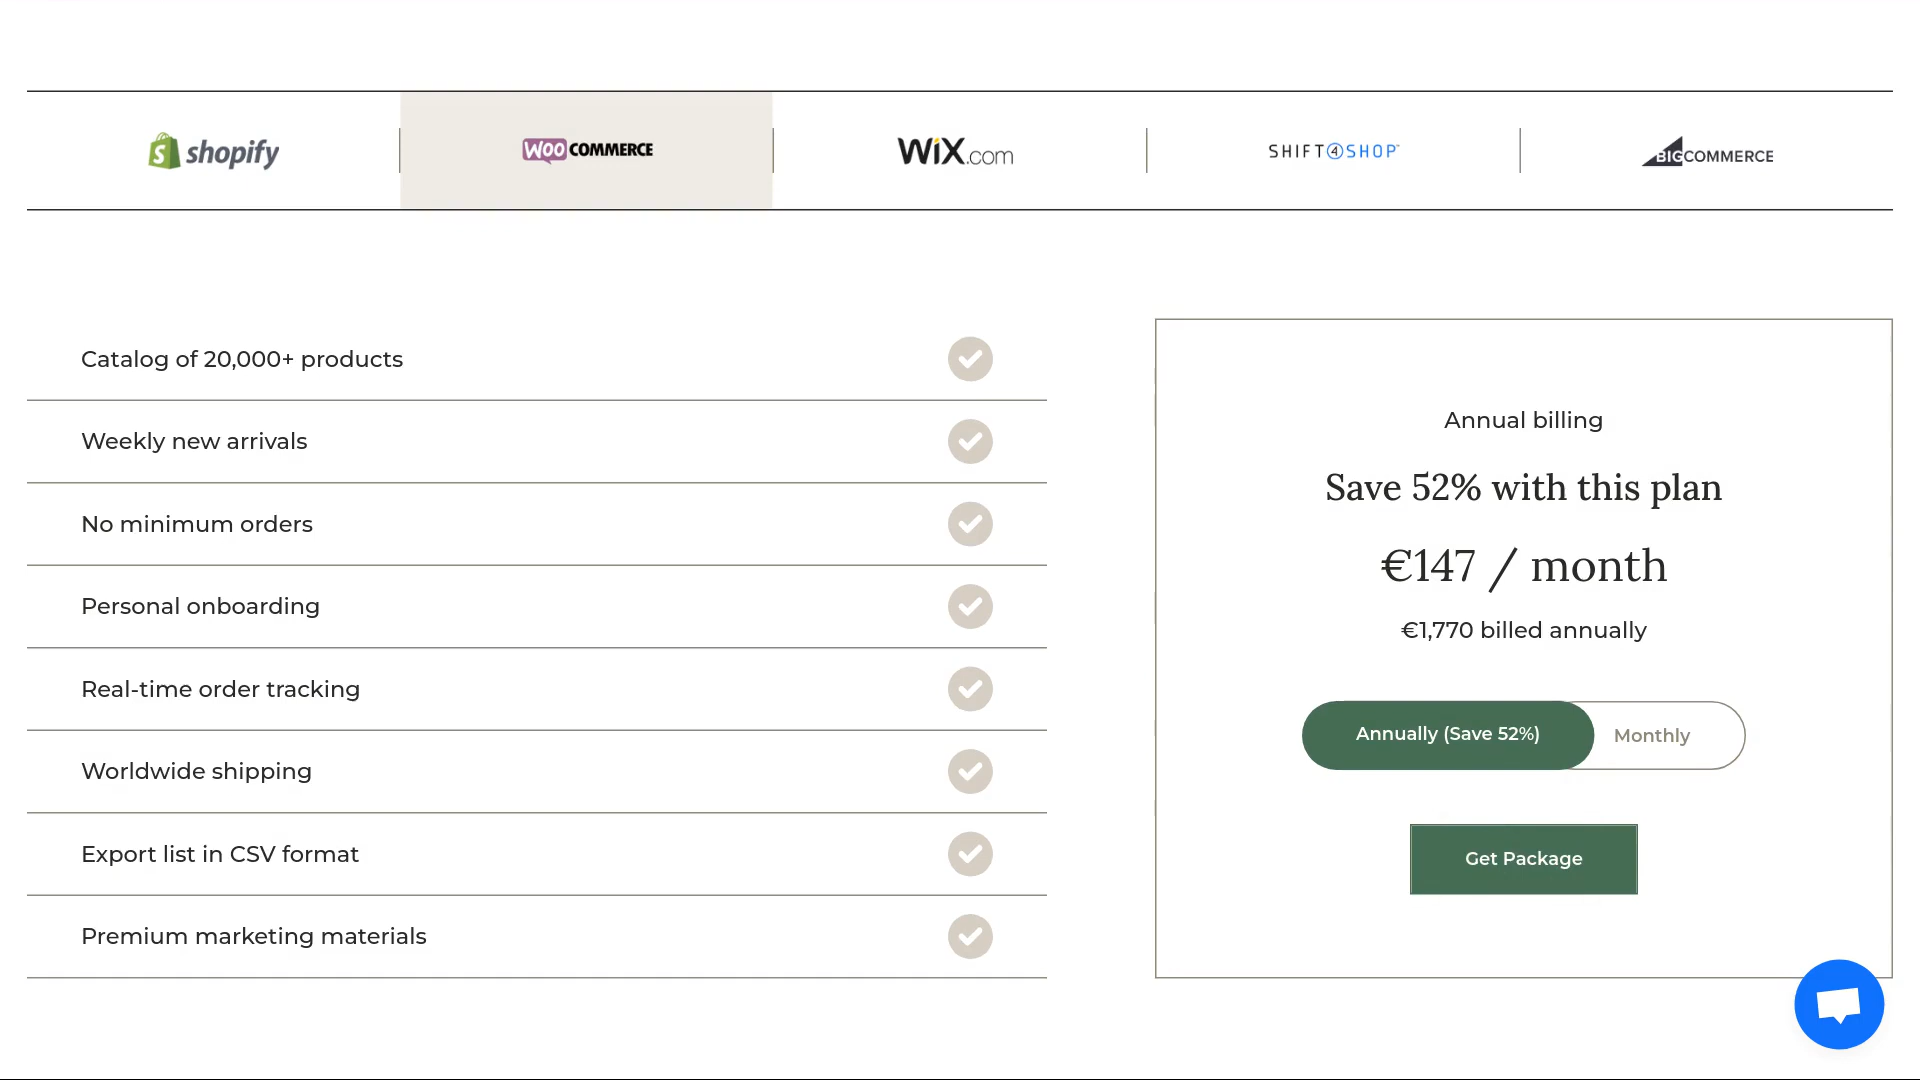 shopify
WOO COMMERCE
WiX.com
SHIFT4SHOP
BIGCOMMERCE
Catalog of 20,000+ products
Weekly new arrivals
No minimum orders
Personal onboarding
Real-time order tracking
Worldwide shipping
Export list in CSV format
Premium marketing materials
Annual billing
Save 52% with this plan
€147 / month
€1,770 billed annually
Annually (Save 52%)
Monthly
Get Package